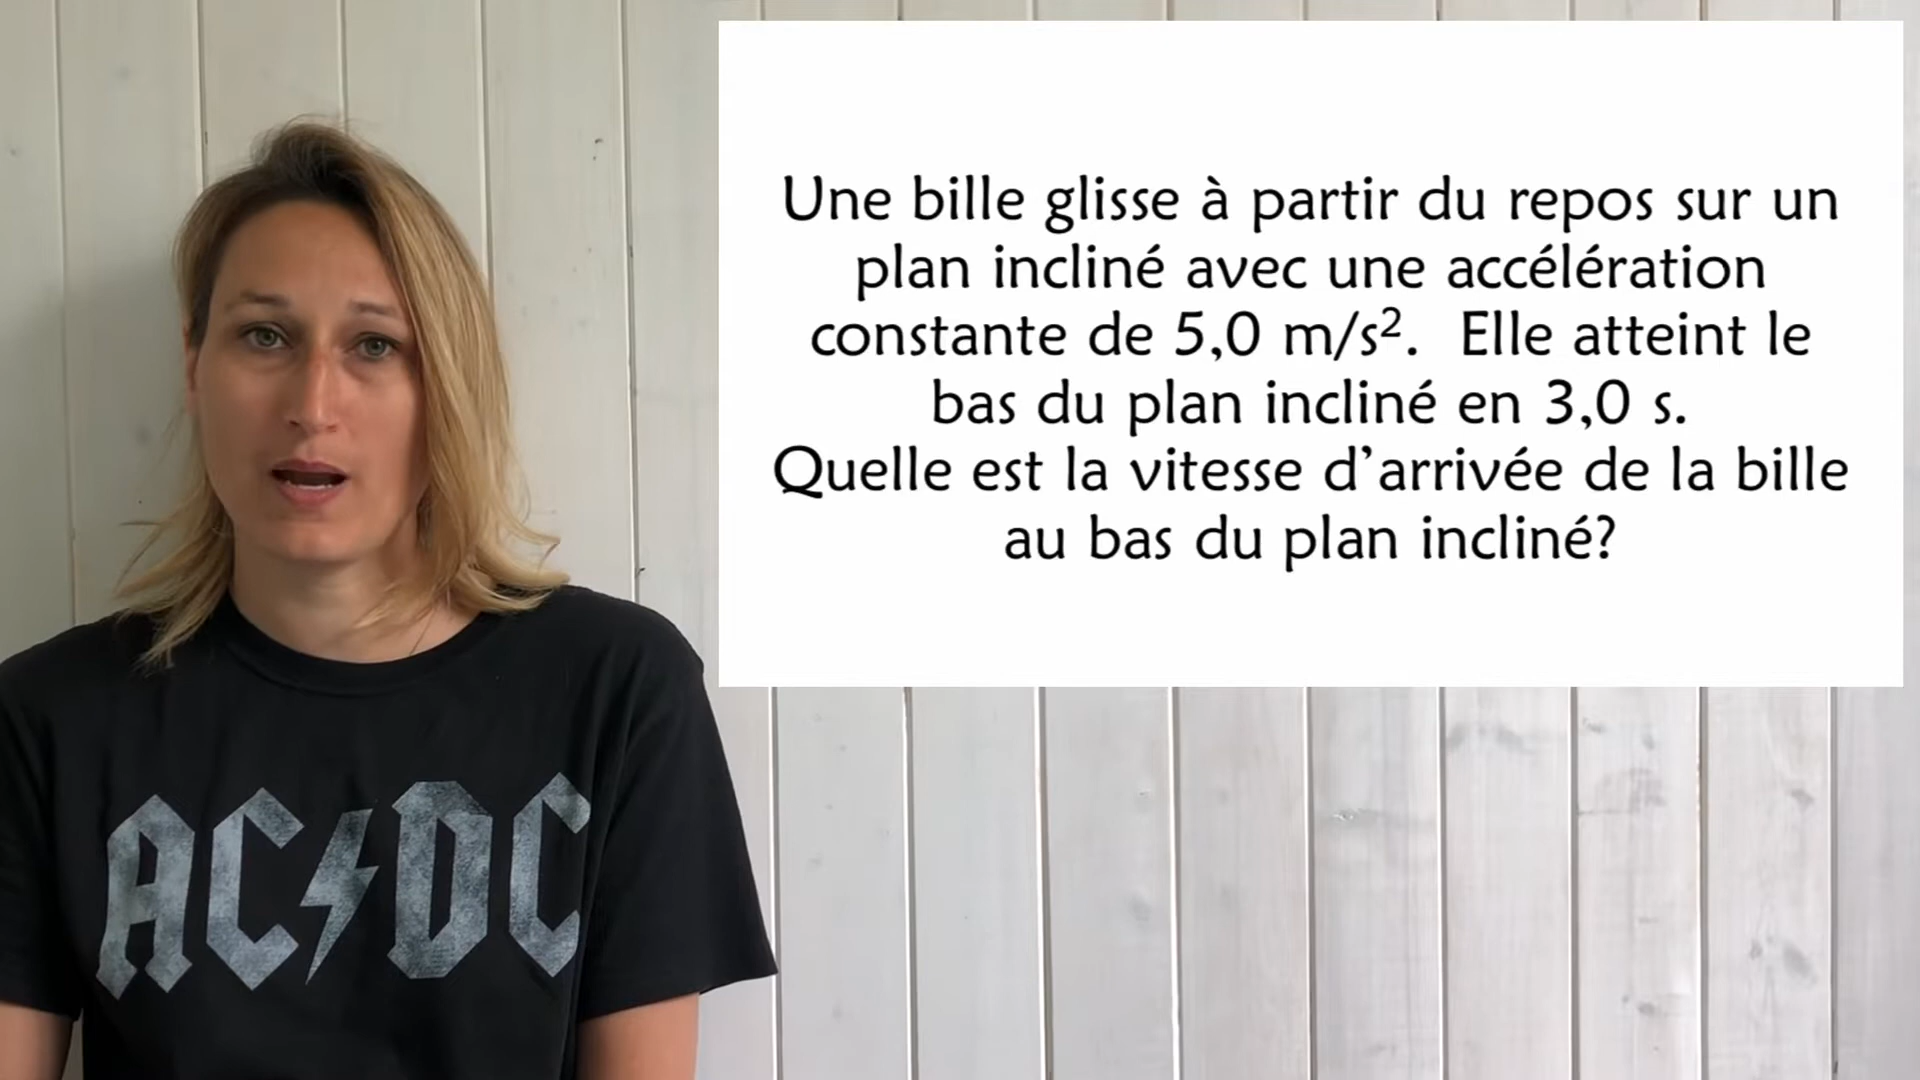 Une bille glisse à partir du repos sur un
plan incliné avec une accélération
constante de 5,0 m/s².  Elle atteint le
bas du plan incliné en 3,0 s.
Quelle est la vitesse d’arrivée de la bille
au bas du plan incliné?
AC⚡DC